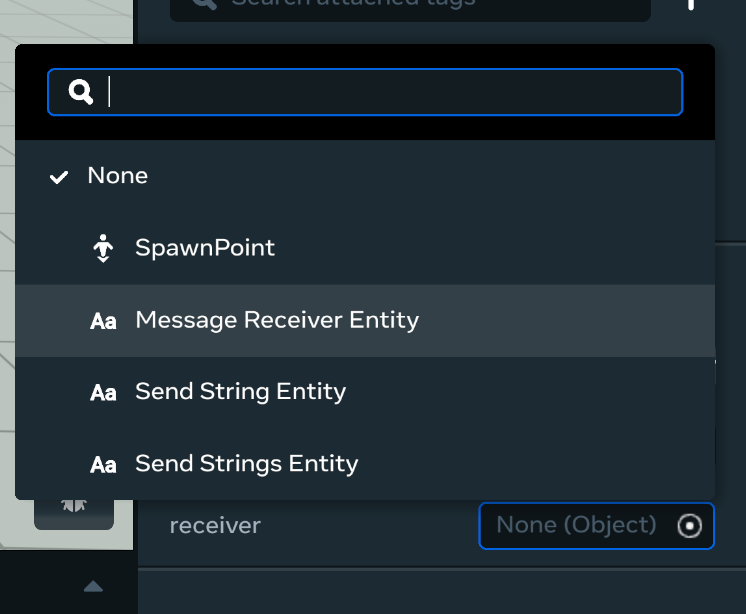 Search attached tags
None
SpawnPoint
Aa Message Receiver Entity
Aa Send String Entity
Aa Send Strings Entity
receiver None (Object)